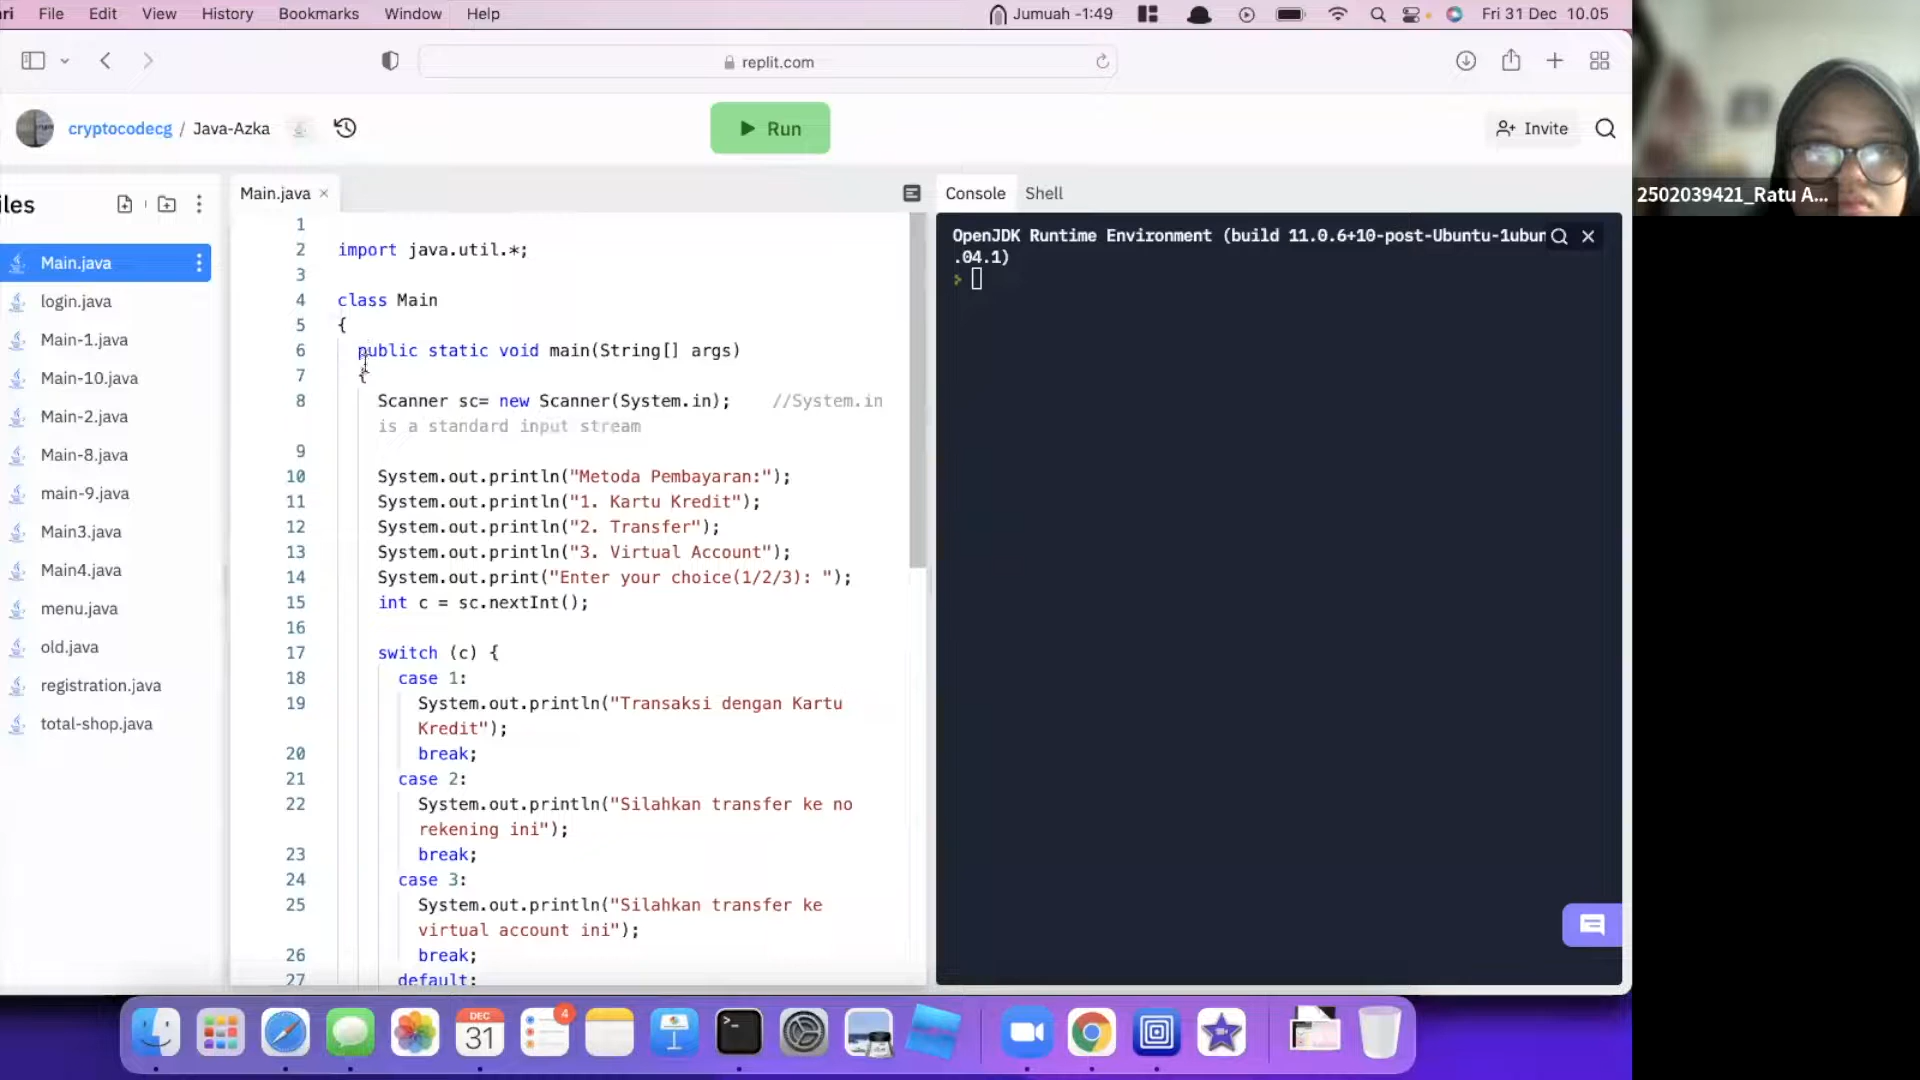 ri File Edit View History Bookmarks Window Help Jumuah -1:49 Fri 31 Dec 10.05
replit.com
cryptocodecg / Java-Azka Run Invite
iles
Main.java
login.java
Main-1.java
Main-10.java
Main-2.java
Main-8.java
main-9.java
Main3.java
Main4.java
menu.java
old.java
registration.java
total-shop.java
Main.java ×
1
2 import java.util.*;
3
4 class Main
5 {
6 public static void main(String[] args)
7 {
8 Scanner sc= new Scanner(System.in); //System.in
is a standard input stream
9
10 System.out.println("Metoda Pembayaran:");
11 System.out.println("1. Kartu Kredit");
12 System.out.println("2. Transfer");
13 System.out.println("3. Virtual Account");
14 System.out.print("Enter your choice(1/2/3): ");
15 int c = sc.nextInt();
16
17 switch (c) {
18 case 1:
19 System.out.println("Transaksi dengan Kartu
Kredit");
20 break;
21 case 2:
22 System.out.println("Silahkan transfer ke no
rekening ini");
23 break;
24 case 3:
25 System.out.println("Silahkan transfer ke
virtual account ini");
26 break;
27 default:
Console Shell
OpenJDK Runtime Environment (build 11.0.6+10-post-Ubuntu-1ubun
.04.1)
>
2502039421_Ratu A...
DEC
31
4